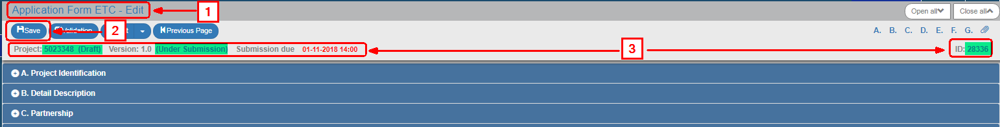 Application Form ETC - Edit 1 Open all Close all
Save 2 Validation Previous Page A. B. C. D. E. F. G.
Project: 5023348 (Draft) Version: 1.0 (Under Submission) Submission due 01-11-2018 14:00 3 ID: 28336
A. Project Identification
B. Detail Description
C. Partnership